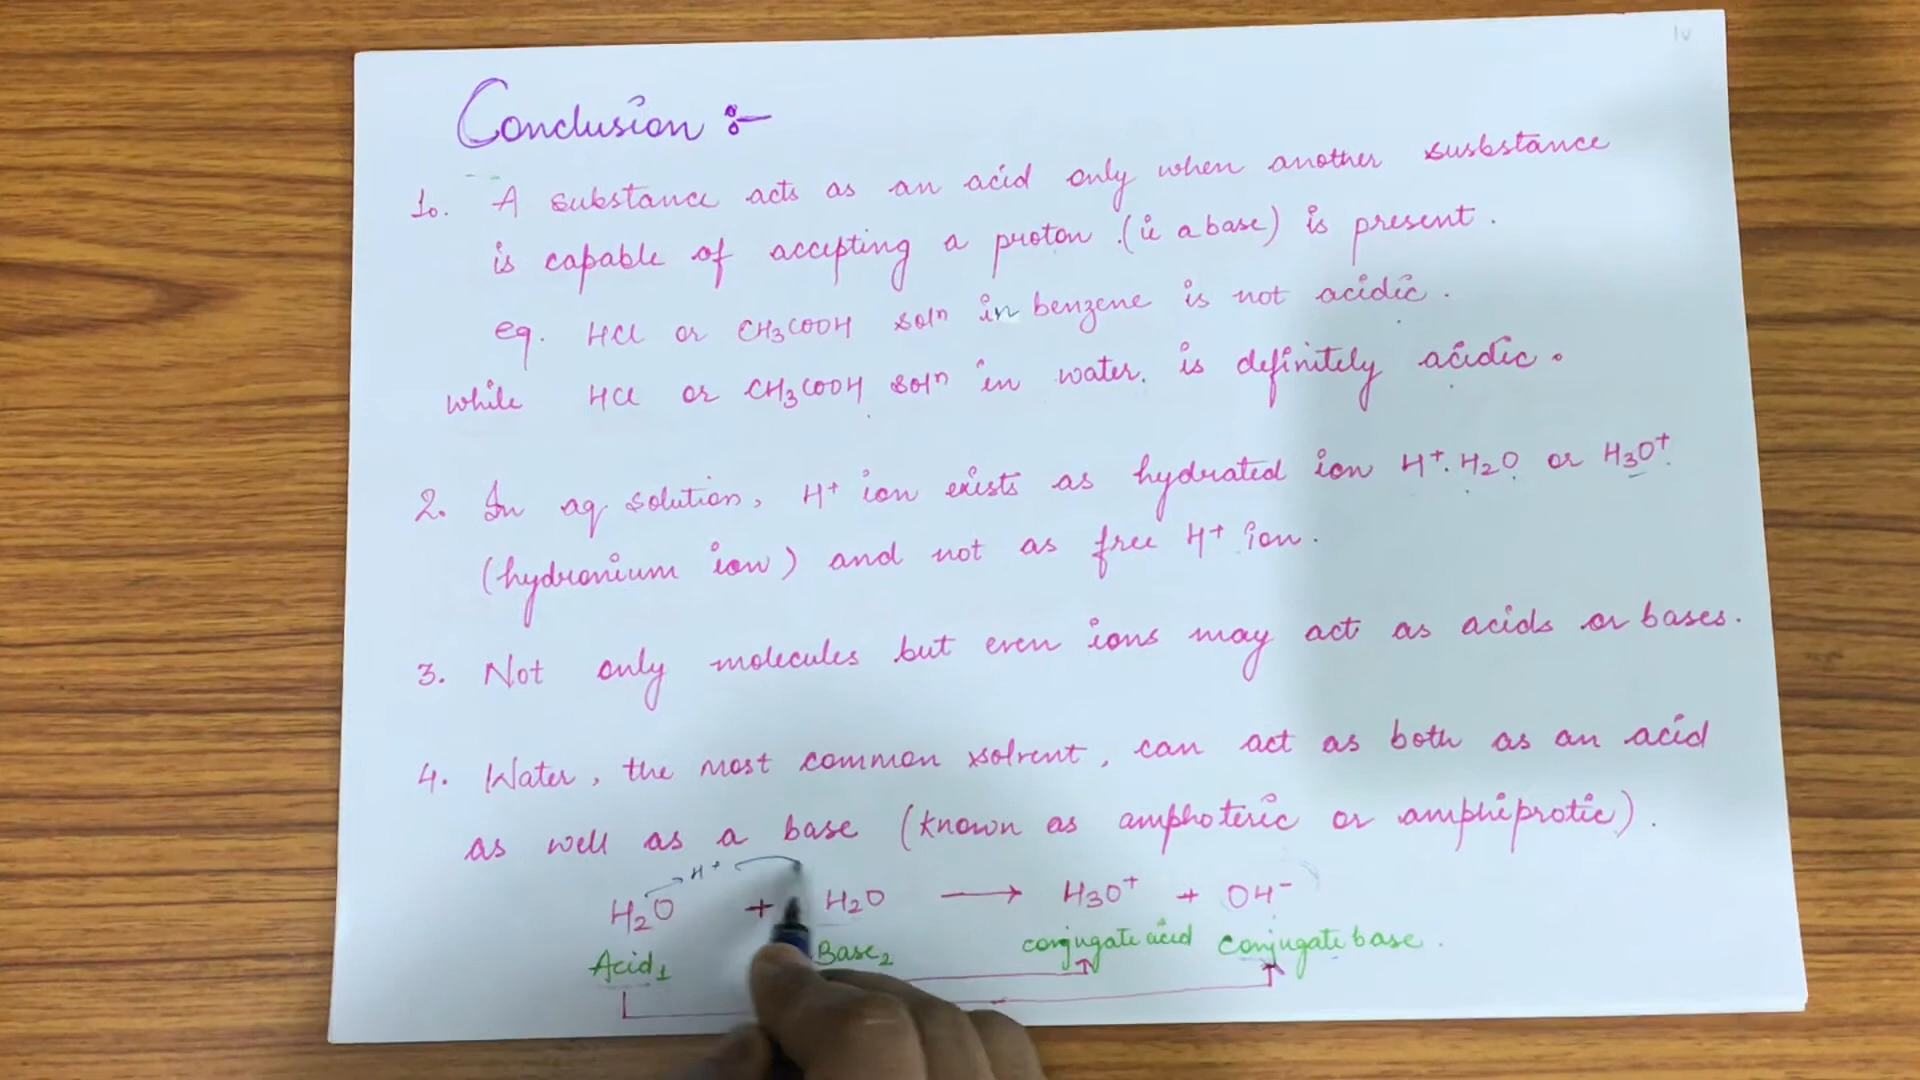 Conclusion :-
1. A substance acts as an acid only when another susbstance
is capable of accepting a proton (ie a base) is present.
eg. HCl or CH3COOH solⁿ in benzene is not acidic.
while HCl or CH3COOH solⁿ in water. is definitely acidic.
2. In aq. solution, H⁺ ion exists as hydrated ion H⁺.H2O or H3O⁺
(hydronium ion) and not as free H⁺ ion.
3. Not only molecules but even ions may act as acids or bases.
4. Water, the most common solvent, can act as both as an acid
as well as a base (known as amphoteric or amphiprotic).
H⁺
H2O + H2O ⟶ H3O⁺ + OH⁻
Acid1 Base2 conjugate acid conjugate base.